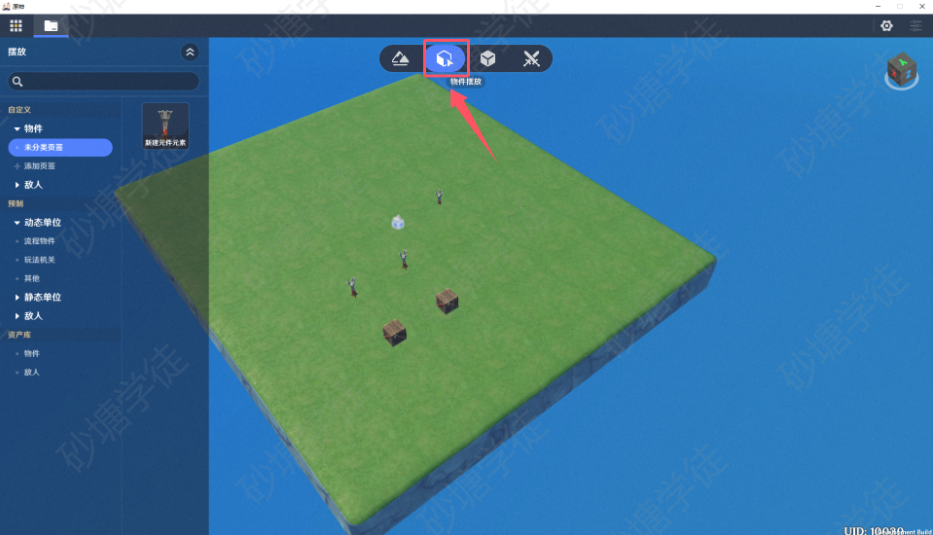 原神
摆放
物件摆放
自定义
物件
未分类页签
添加页签
敌人
预制
动态单位
流程物件
玩法机关
其他
静态单位
敌人
资产库
物件
敌人
新建元件元素
A
砂塘学徒
UID: 10030
Development Build